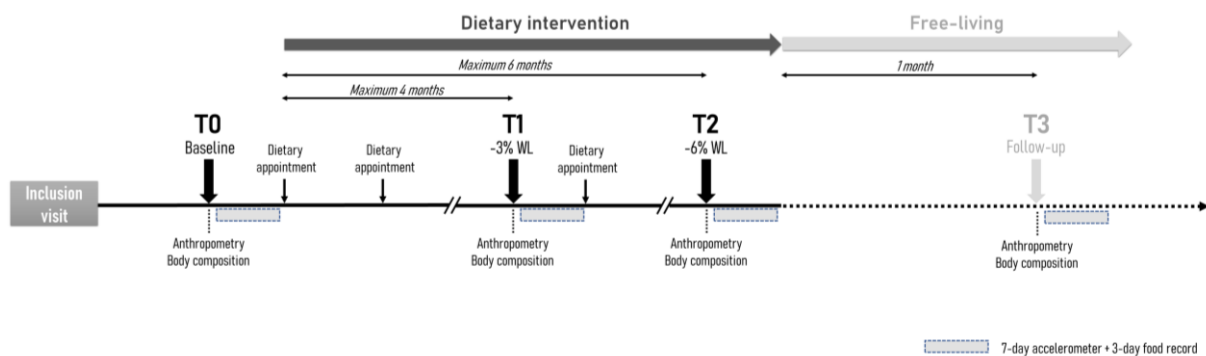 Dietary intervention
Free-living
Maximum 6 months
1 month
Maximum 4 months
T0
Baseline
Dietary
appointment
Dietary
appointment
T1
-3% WL
Dietary
appointment
T2
-6% WL
T3
Follow-up
Inclusion
visit
Anthropometry
Body composition
Anthropometry
Body composition
Anthropometry
Body composition
Anthropometry
Body composition
7-day accelerometer + 3-day food record